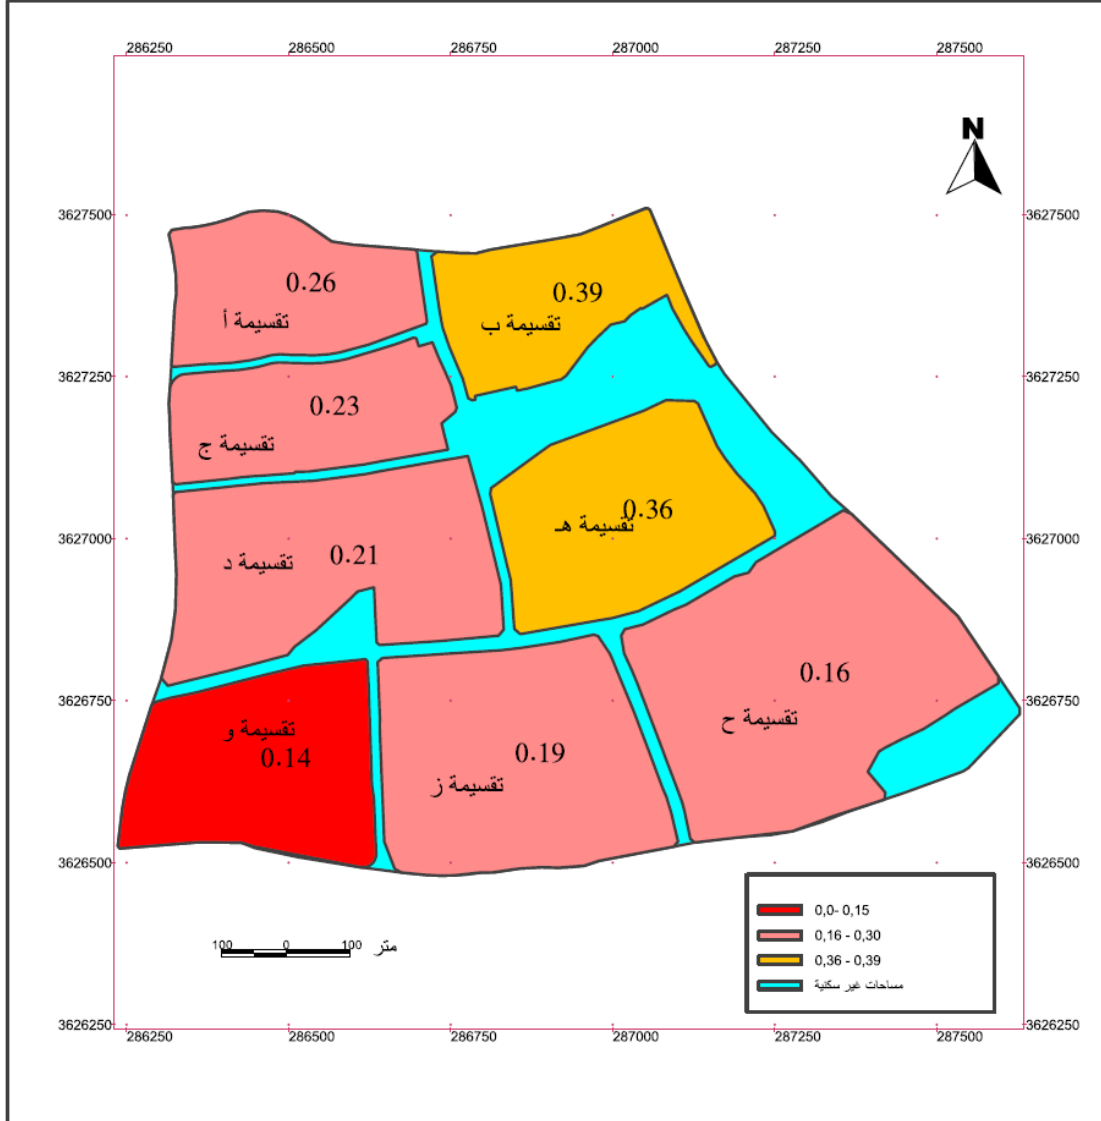 286250 286500 286750 287000 287250 287500
N
3627500 3627500
0.26
0.39
تقسيمة أ
تقسيمة ب
3627250 3627250
0.23
تقسيمة ج
0.36
تقسيمة هـ
3627000 3627000
0.21
تقسيمة د
0.16
3626750 3626750
تقسيمة ح
تقسيمة و
0.14
0.19
تقسيمة ز
3626500 3626500
0,0- 0,15
0,16 - 0,30
0,36 - 0,39
مساحات غير سكنية
100 0 100 متر
3626250 3626250
286250 286500 286750 287000 287250 287500